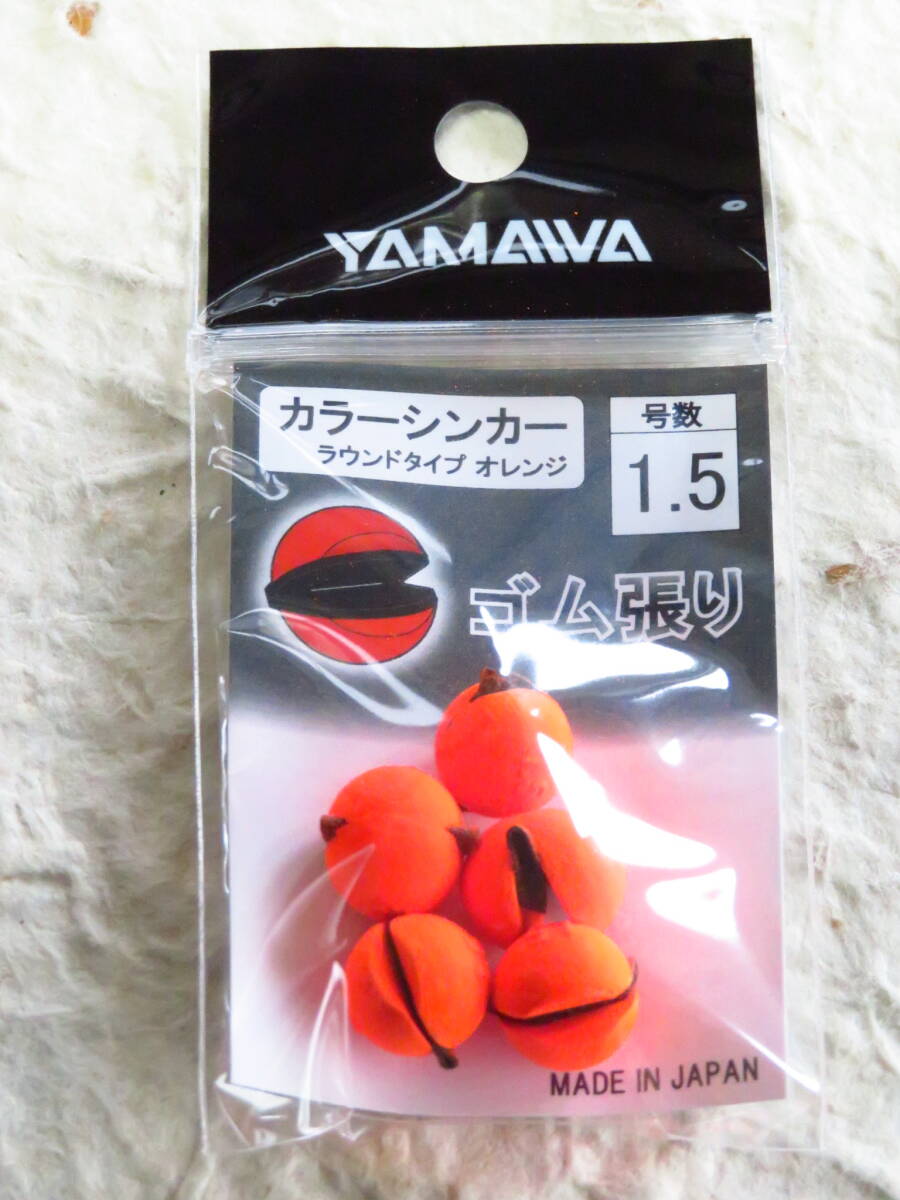 YAMAWA
カラーシンカー
ラウンドタイプ オレンジ
号数
1.5
ゴム張り
MADE IN JAPAN